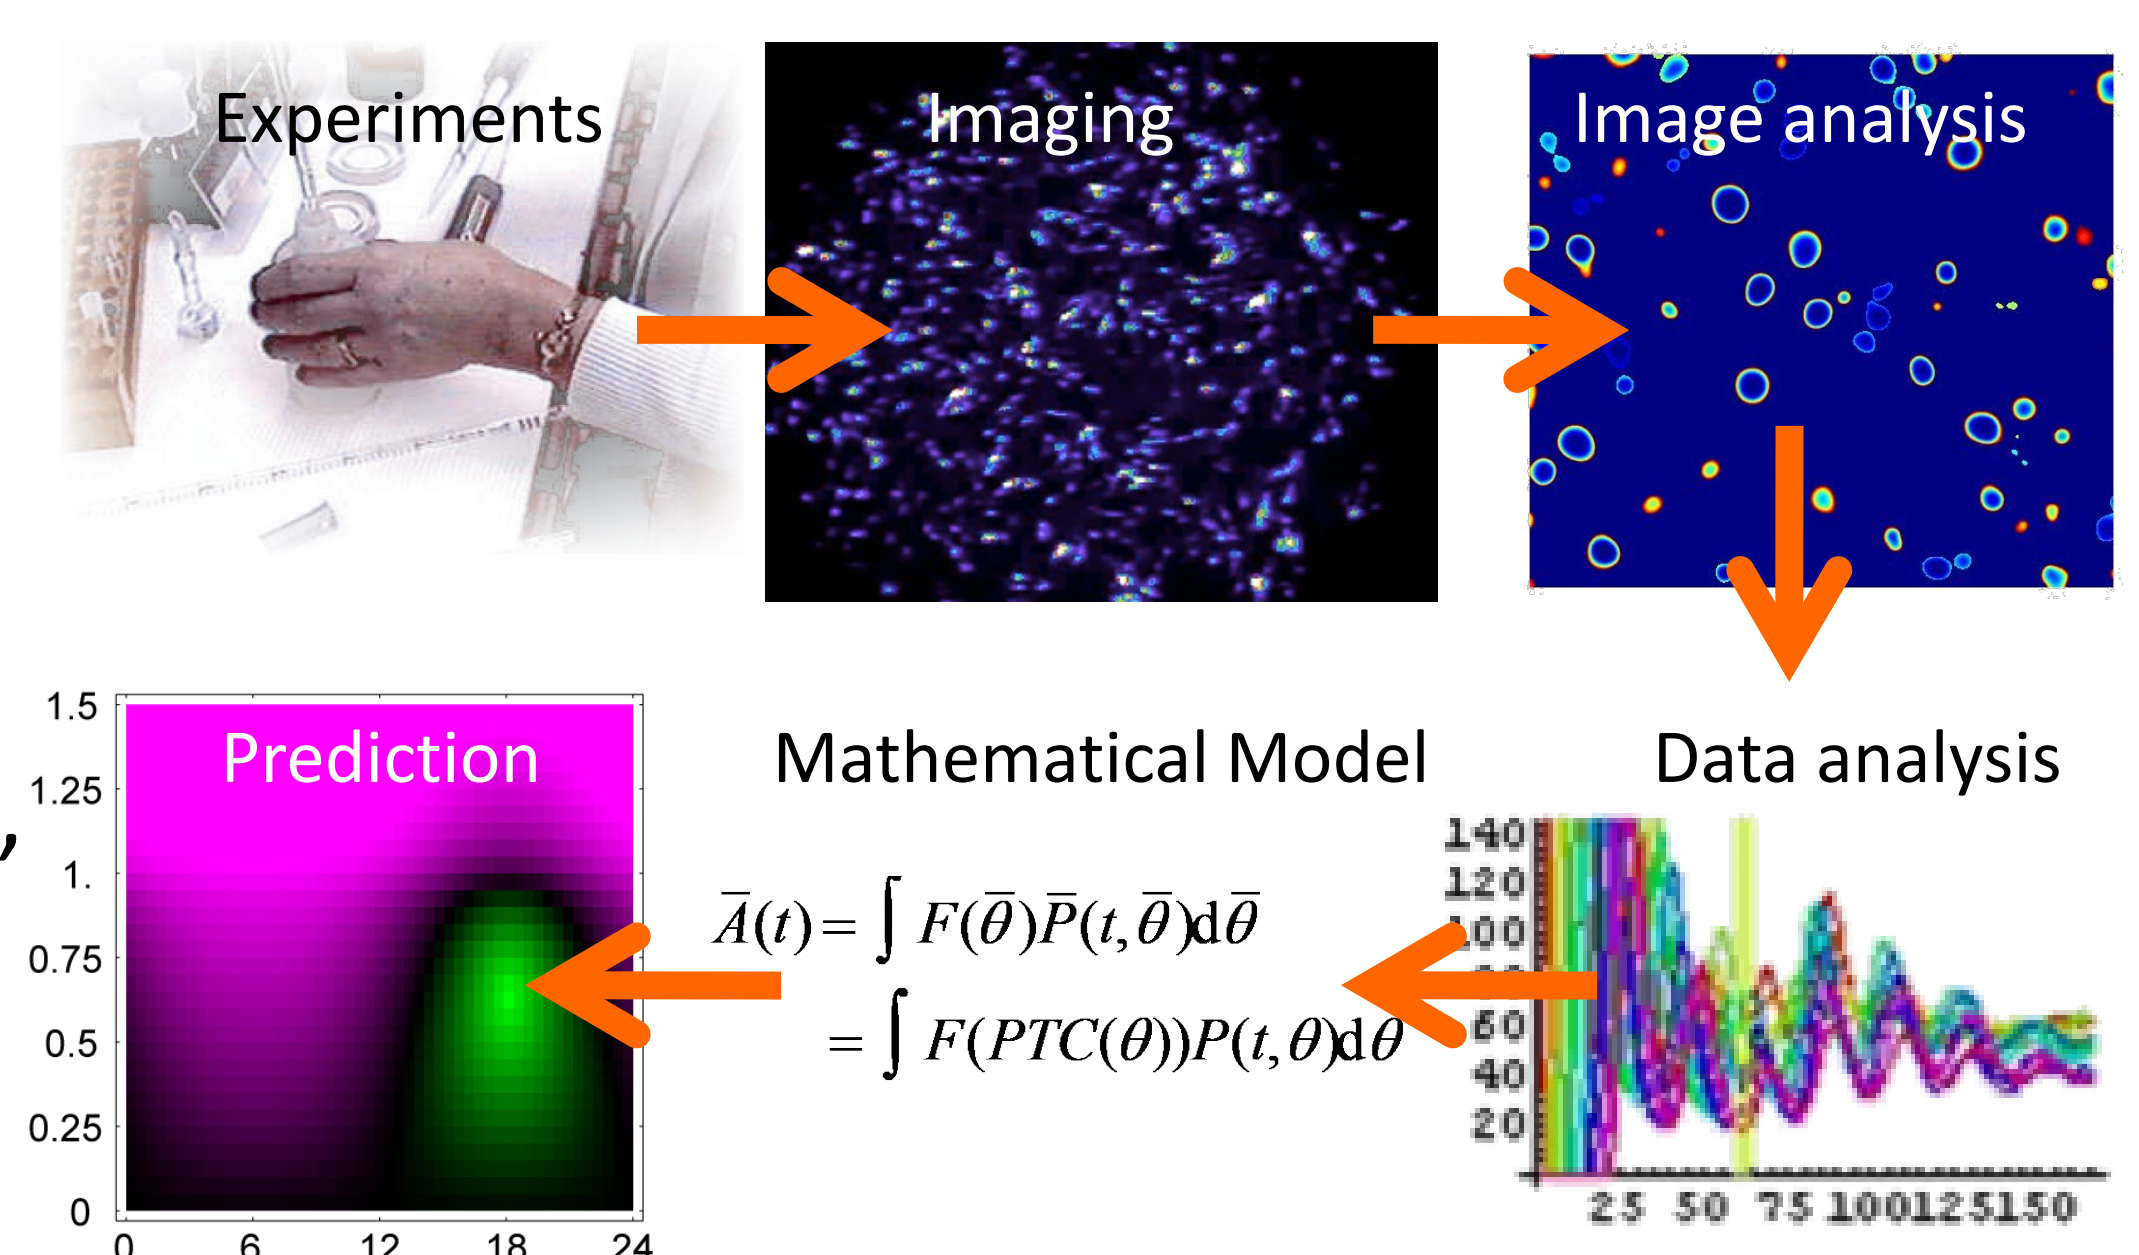 Experiments
Imaging
Image analysis
Prediction
Mathematical Model
Data analysis
1.5
1.25
1.
0.75
0.5
0.25
0
0 6 12 18 24
,
A̅(t) = ∫ F(θ̅)P̅(t, θ̅)dθ̅
= ∫ F(PTC(θ))P(t, θ)dθ
140
120
100
60
40
20
25 50 75 100 125 150